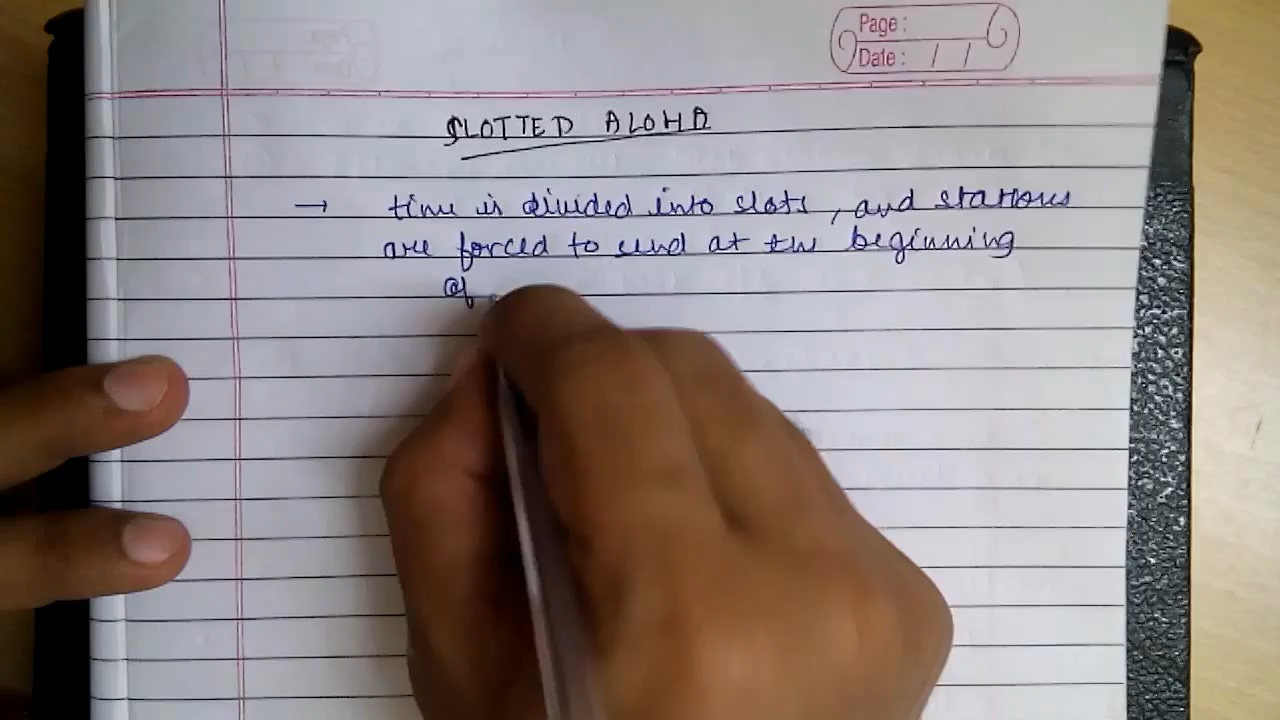 Page :
Date : / /
SLOTTED ALOHA
→ time is divided into slots, and stations
are forced to send at the beginning
of